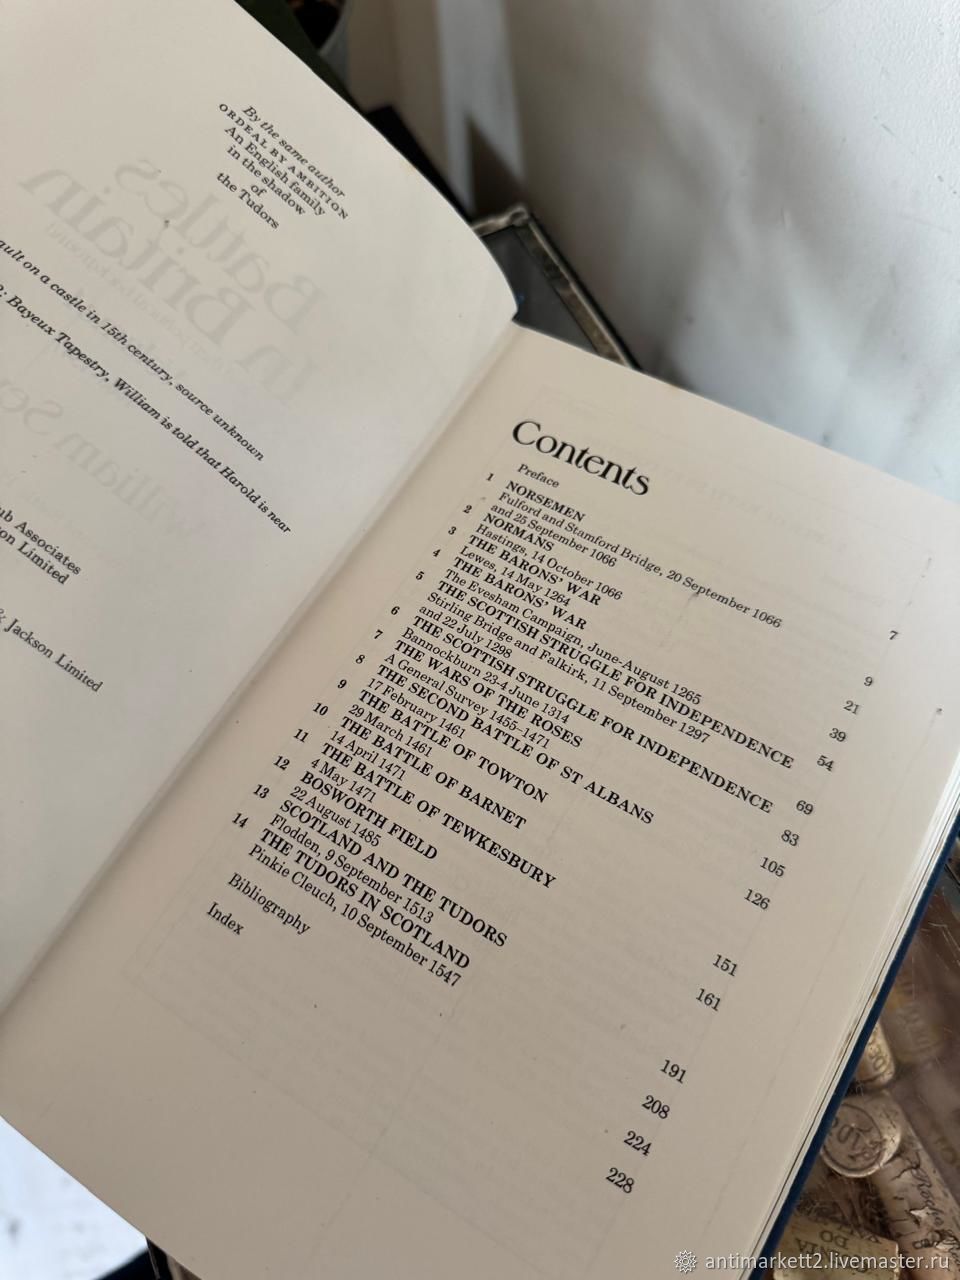 By the same author
ORDEAL BY AMBITION
An English family
in the shadow
of
the Tudors
ault on a castle in 15th century, source unknown
: Bayeux Tapestry, William is told that Harold is near
ub Associates
on Limited
& Jackson Limited
Contents
Preface
1 NORSEMEN
Fulford and Stamford Bridge, 20 September 1066
and 25 September 1066
2 NORMANS
Hastings, 14 October 1066
3 THE BARONS' WAR
Lewes, 14 May 1264
4 THE BARONS' WAR
The Evesham Campaign, June-August 1265
5 THE SCOTTISH STRUGGLE FOR INDEPENDENCE
Stirling Bridge and Falkirk, 11 September 1297
and 22 July 1298
6 THE SCOTTISH STRUGGLE FOR INDEPENDENCE
Bannockburn 23-4 June 1314
7 THE WARS OF THE ROSES
A General Survey 1455-1471
8 THE SECOND BATTLE OF ST ALBANS
17 February 1461
9 THE BATTLE OF TOWTON
29 March 1461
10 THE BATTLE OF BARNET
14 April 1471
11 THE BATTLE OF TEWKESBURY
4 May 1471
12 BOSWORTH FIELD
22 August 1485
13 SCOTLAND AND THE TUDORS
Flodden, 9 September 1513
14 THE TUDORS IN SCOTLAND
Pinkie Cleuch, 10 September 1547
Bibliography
Index
7
9
21
39
54
69
83
105
126
151
161
191
208
224
228
antimarkett2.livemaster.ru